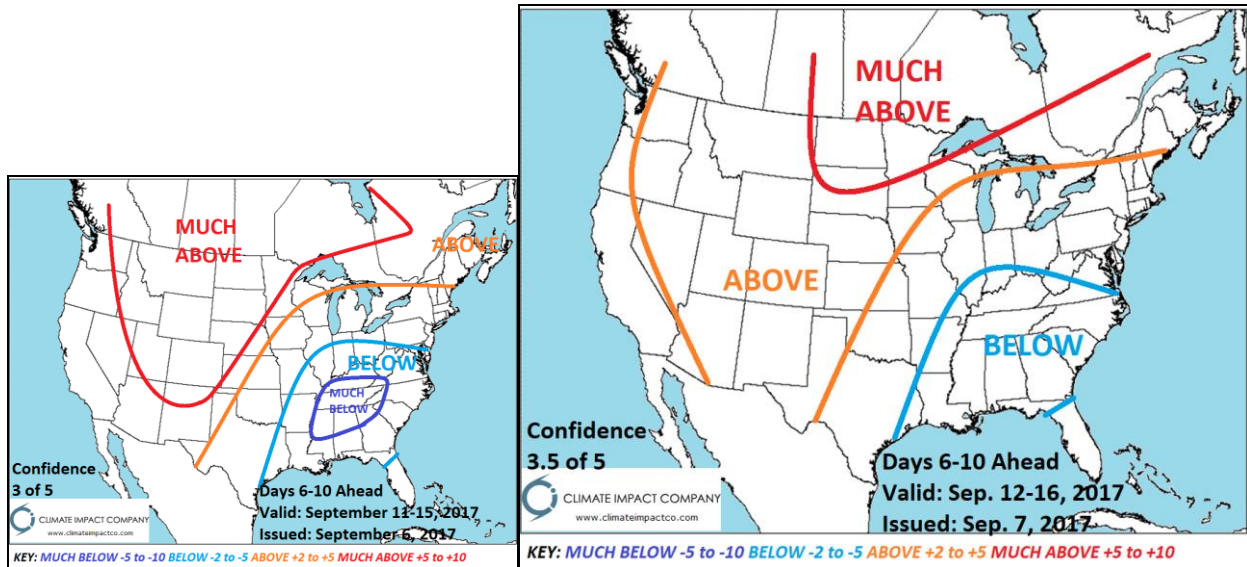 MUCH
ABOVE
ABOVE
BELOW
MUCH
BELOW
Confidence
3 of 5
CLIMATE IMPACT COMPANY
www.climateimpactco.com
Days 6-10 Ahead
Valid: September 11-15, 2017
Issued: September 6, 2017
KEY: MUCH BELOW -5 to -10 BELOW -2 to -5 ABOVE +2 to +5 MUCH ABOVE +5 to +10
MUCH
ABOVE
ABOVE
BELOW
Confidence
3.5 of 5
CLIMATE IMPACT COMPANY
www.climateimpactco.com
Days 6-10 Ahead
Valid: Sep. 12-16, 2017
Issued: Sep. 7, 2017
KEY: MUCH BELOW -5 to -10 BELOW -2 to -5 ABOVE +2 to +5 MUCH ABOVE +5 to +10